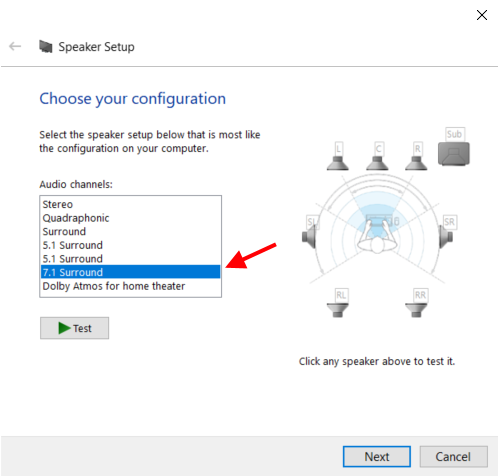 Speaker Setup
Choose your configuration
Select the speaker setup below that is most like
the configuration on your computer.
Audio channels:
Stereo
Quadraphonic
Surround
5.1 Surround
5.1 Surround
7.1 Surround
Dolby Atmos for home theater
Test
Sub
L
C
R
SL
SR
RL
RR
Click any speaker above to test it.
Next
Cancel